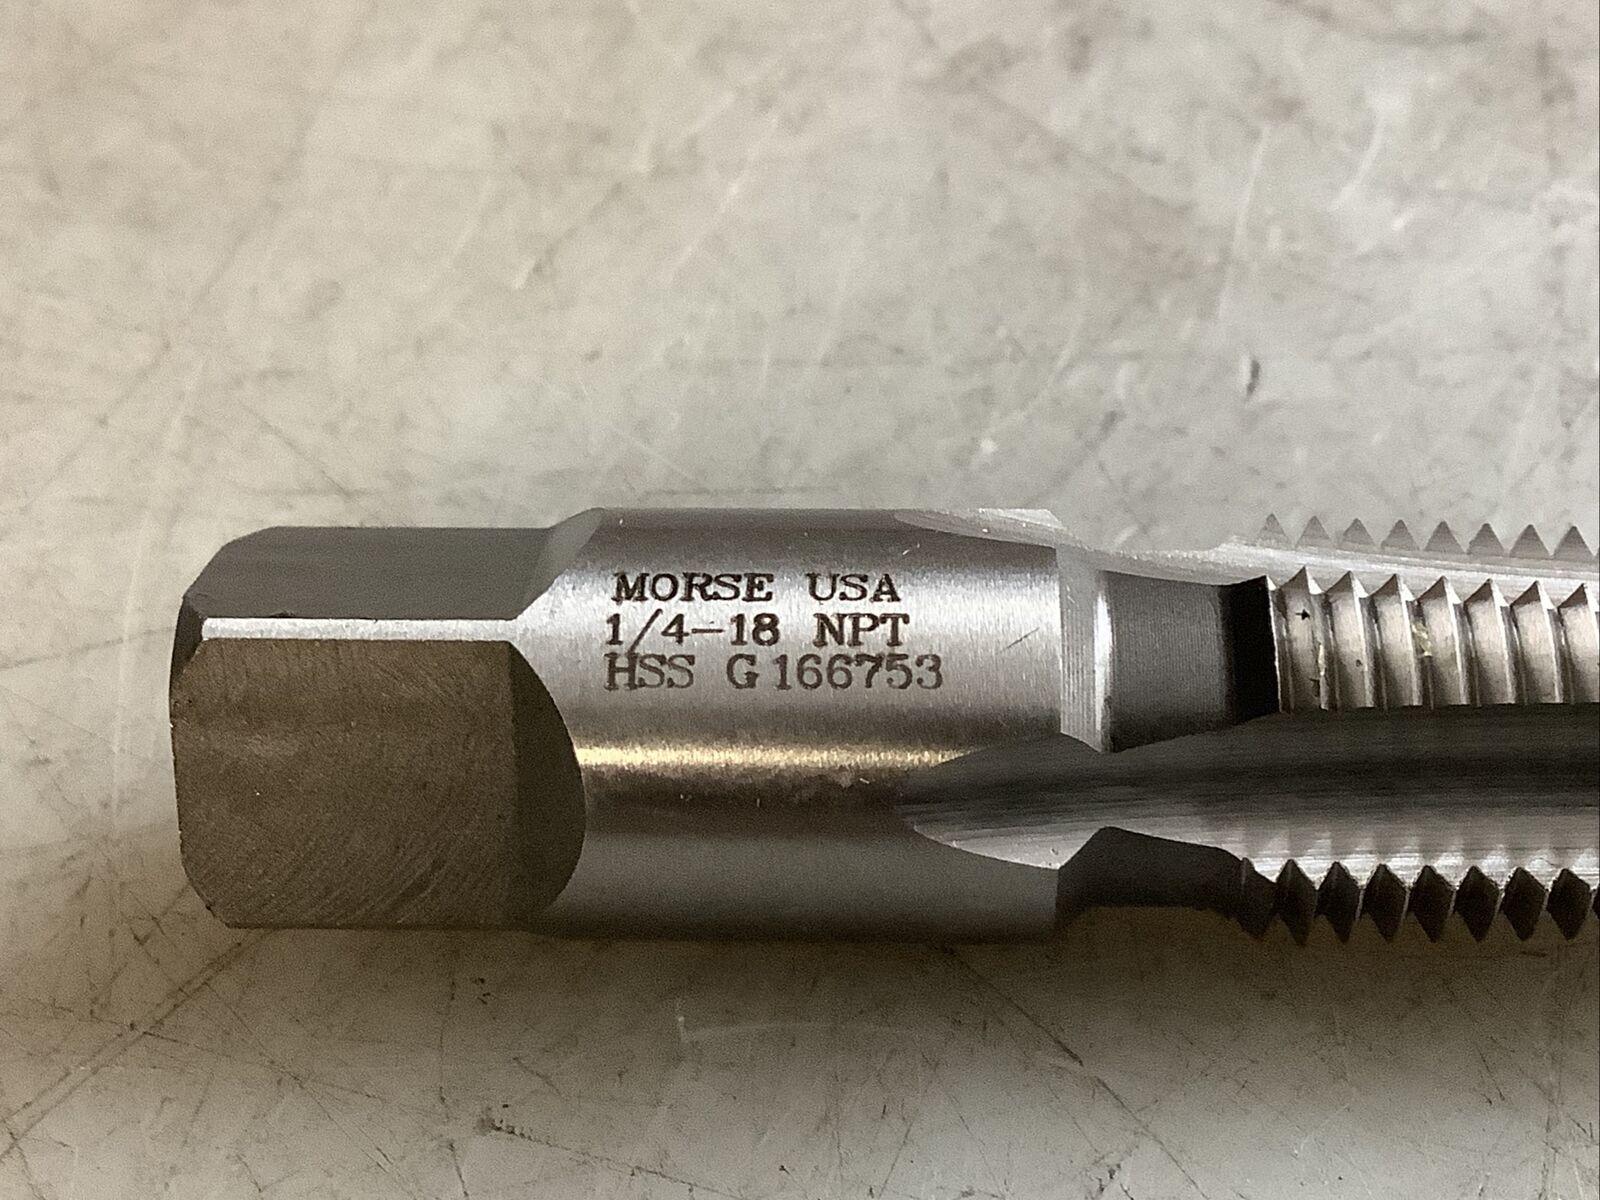 MORSE USA
1/4-18 NPT
HSS G166753